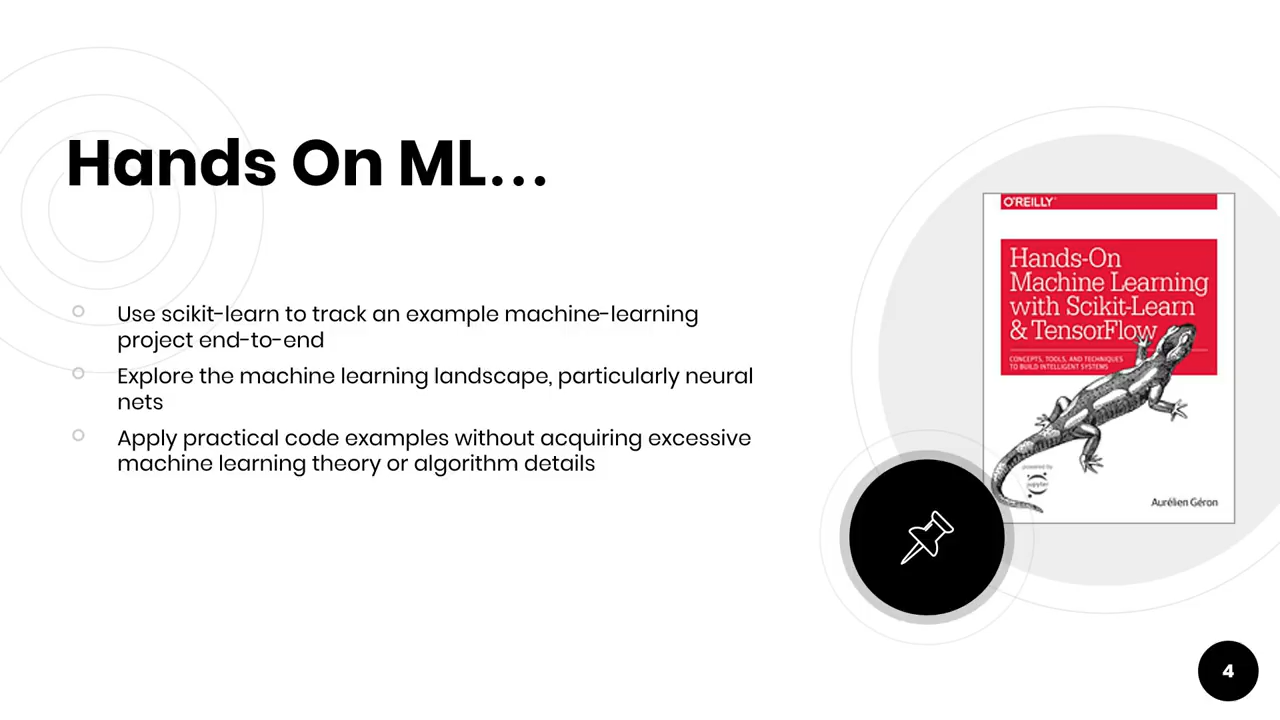 Hands On ML...
Use scikit-learn to track an example machine-learning
project end-to-end
Explore the machine learning landscape, particularly neural
nets
Apply practical code examples without acquiring excessive
machine learning theory or algorithm details
O'REILLY
Hands-On
Machine Learning
with Scikit-Learn
& TensorFlow
CONCEPTS, TOOLS, AND TECHNIQUES
TO BUILD INTELLIGENT SYSTEMS
powered by
jupyter
Aurélien Géron
4